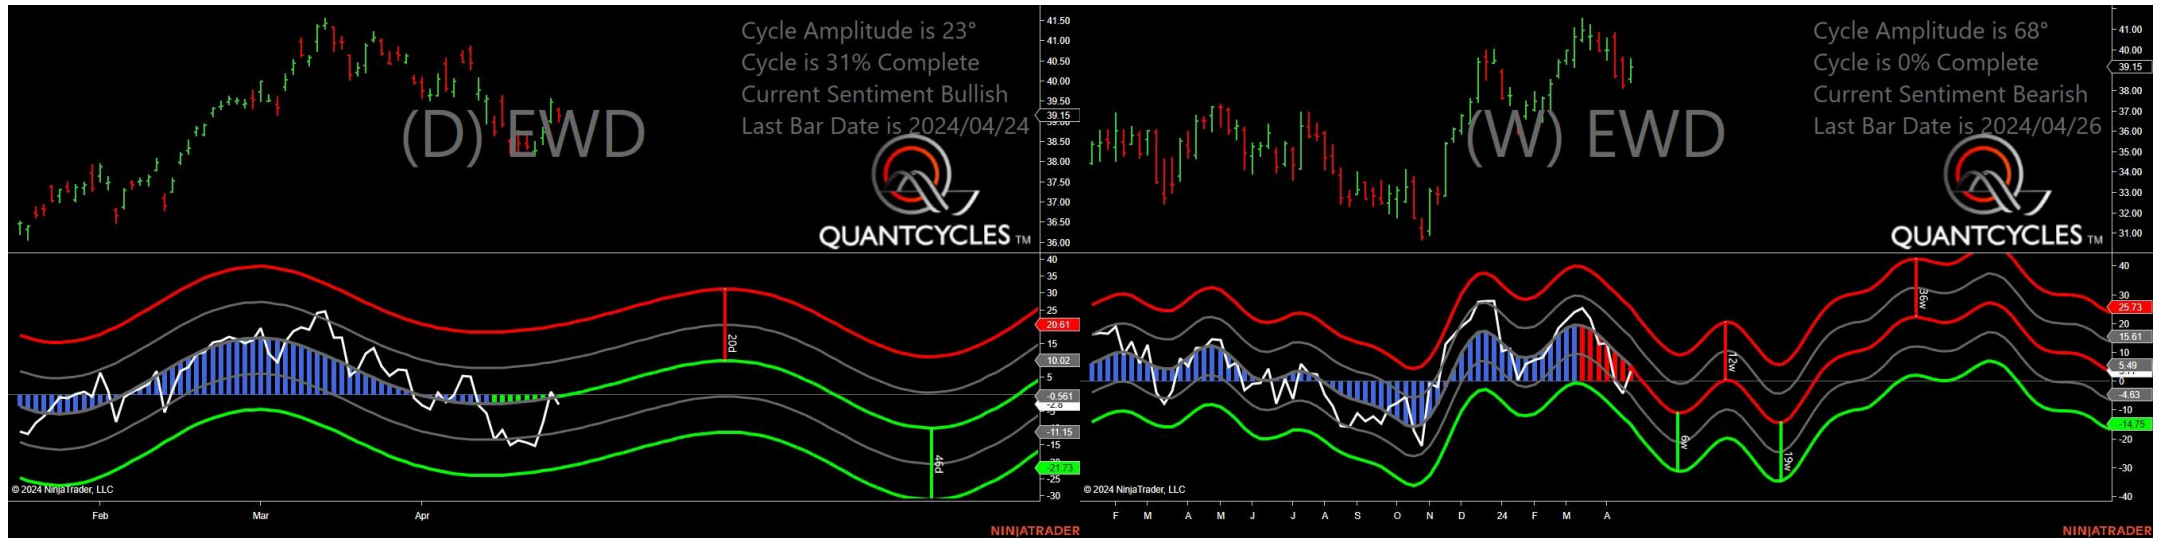 Cycle Amplitude is 23°
Cycle is 31% Complete
Current Sentiment Bullish
Last Bar Date is 2024/04/24
(D) EWD
QUANTCYCLES TM
41.50
41.00
40.50
40.00
39.50
39.15
38.50
38.00
37.50
37.00
36.50
36.00
40
35
30
25
20.61
15
10.02
5
-0.561
-2.8
-11.15
-15
-21.73
-25
-30
20d
46d
© 2024 NinjaTrader, LLC
Feb
Mar
Apr
NINJATRADER
Cycle Amplitude is 68°
Cycle is 0% Complete
Current Sentiment Bearish
Last Bar Date is 2024/04/26
(W) EWD
QUANTCYCLES TM
41.00
40.00
39.15
38.00
37.00
36.00
35.00
34.00
33.00
32.00
31.00
40
30
25.73
20
15.61
10
5.49
0
-4.63
-10
-14.75
-20
-30
-40
36w
12w
6w
19w
© 2024 NinjaTrader, LLC
F
M
A
M
J
J
A
S
O
N
D
24
F
M
A
NINJATRADER